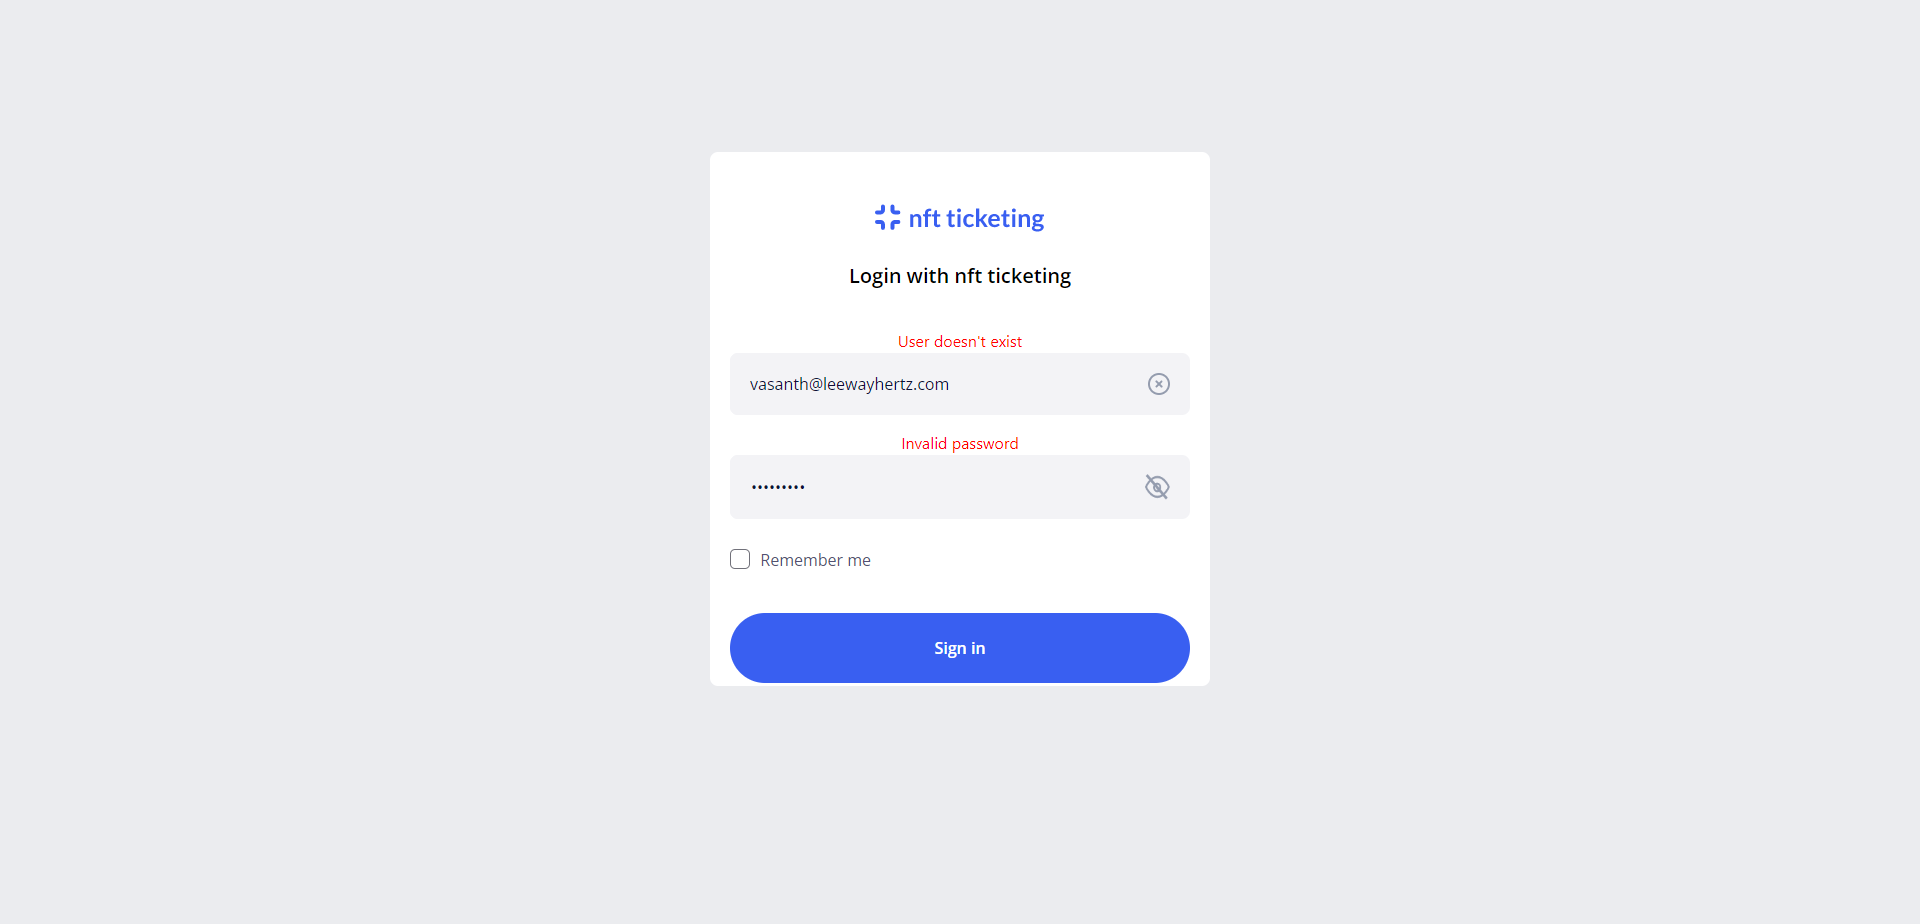 nft ticketing
Login with nft ticketing
User doesn't exist
vasanth@leewayhertz.com
Invalid password
•••••••••
Remember me
Sign in